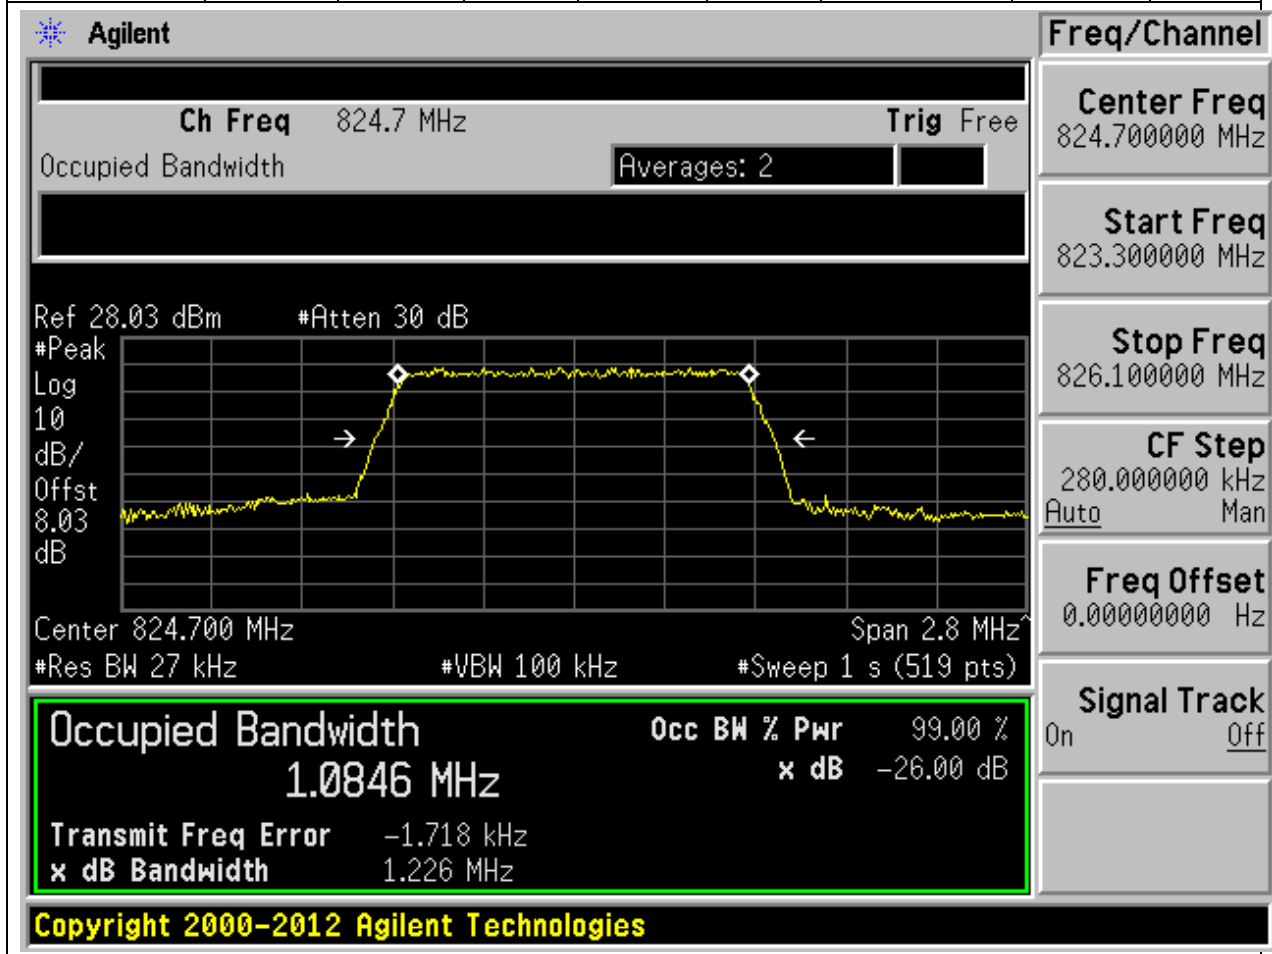 Agilent
Freq/Channel
Ch Freq 824.7 MHz Trig Free
Occupied Bandwidth Averages: 2
Center Freq
824.700000 MHz
Start Freq
823.300000 MHz
Stop Freq
826.100000 MHz
CF Step
280.000000 kHz
Auto Man
Freq Offset
0.00000000 Hz
Signal Track
On Off
Ref 28.03 dBm #Atten 30 dB
#Peak
Log
10
dB/
Offst
8.03
dB
Center 824.700 MHz Span 2.8 MHz^
#Res BW 27 kHz #VBW 100 kHz #Sweep 1 s (519 pts)
Occupied Bandwidth Occ BW % Pwr 99.00 %
1.0846 MHz x dB -26.00 dB
Transmit Freq Error -1.718 kHz
x dB Bandwidth 1.226 MHz
Copyright 2000-2012 Agilent Technologies